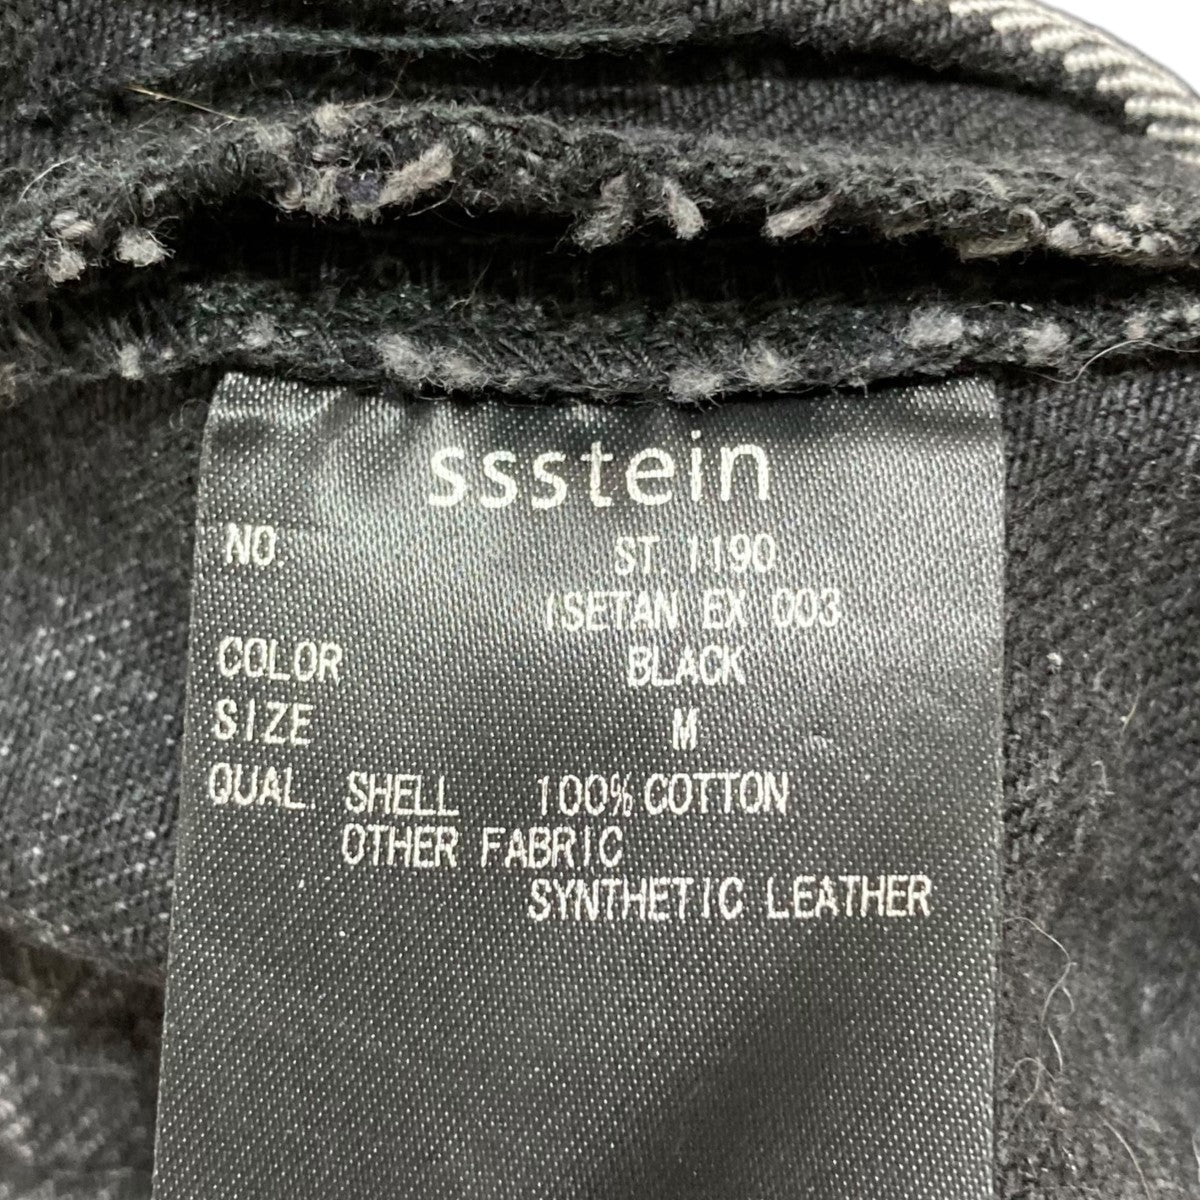 ssstein
NO. ST.1190
ISETAN EX 003
COLOR BLACK
SIZE M
QUAL. SHELL 100% COTTON
OTHER FABRIC
SYNTHETIC LEATHER